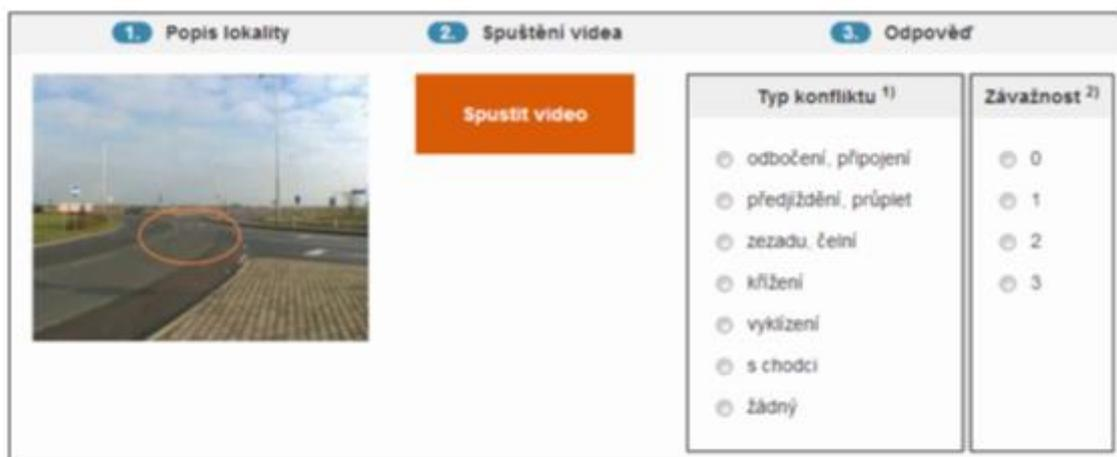 1. Popis lokality
2. Spuštění videa
3. Odpověď
Spustit video
Typ konfliktu 1)
odbočení, připojení
předjíždění, průplet
zezadu, čelní
křížení
vyklízení
s chodci
žádný
Závažnost 2)
0
1
2
3